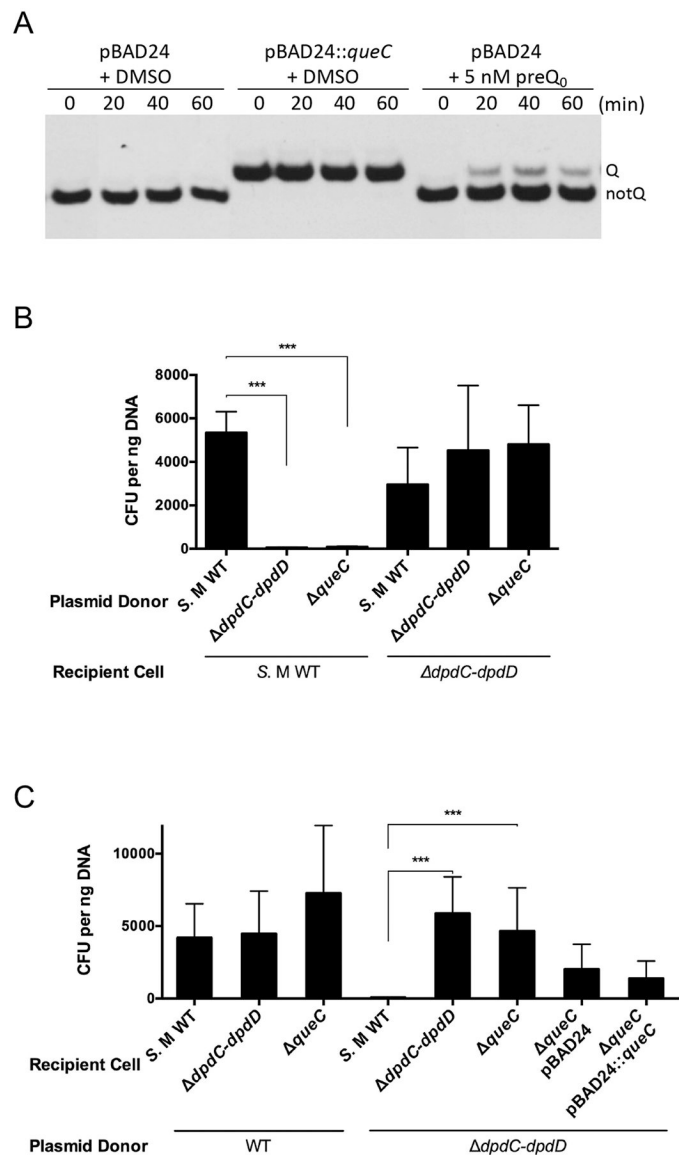 A
pBAD24 pBAD24::queC pBAD24
+ DMSO + DMSO + 5 nM preQ0
0 20 40 60 0 20 40 60 0 20 40 60 (min)
Q
notQ
B
***
***
8000
6000
4000
2000
0
CFU per ng DNA
Plasmid Donor S. M WT ΔdpdC-dpdD ΔqueC S. M WT ΔdpdC-dpdD ΔqueC
Recipient Cell S. M WT ΔdpdC-dpdD
C
***
***
10000
5000
0
CFU per ng DNA
Recipient Cell S. M WT ΔdpdC-dpdD ΔqueC S. M WT ΔdpdC-dpdD ΔqueC ΔqueC pBAD24 ΔqueC pBAD24::queC
Plasmid Donor WT ΔdpdC-dpdD